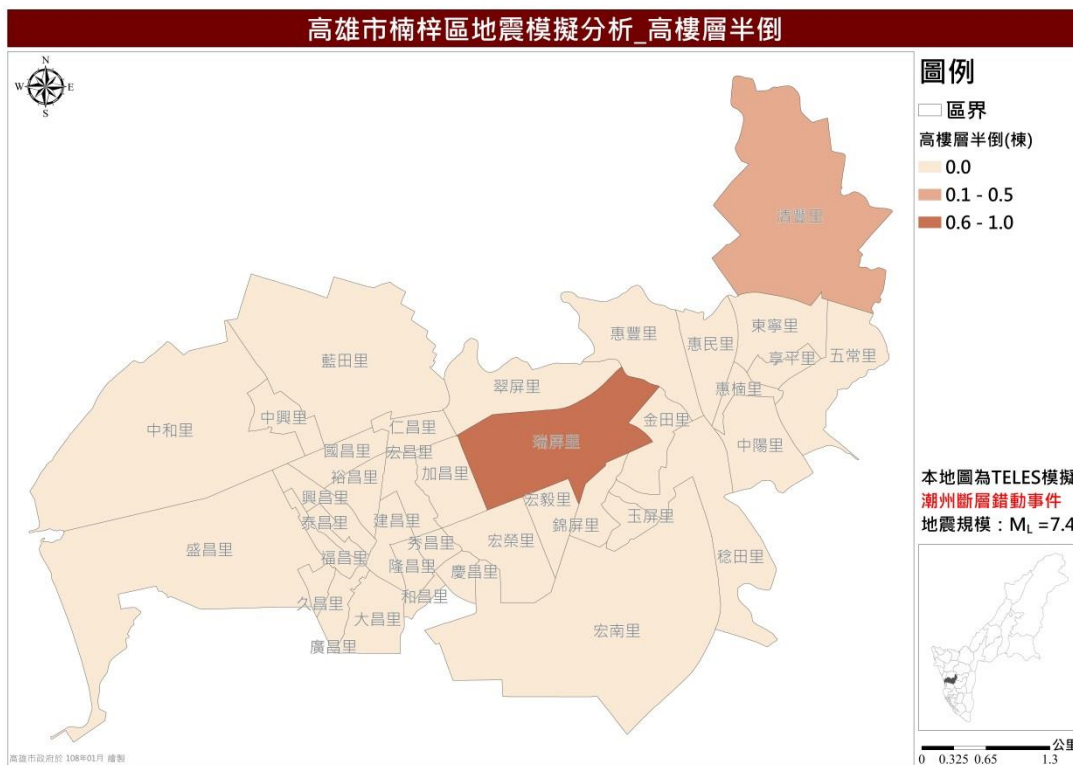 高雄市楠梓區地震模擬分析_高樓層半倒
N
W E
S
圖例
區界
高樓層半倒(棟)
0.0
0.1 - 0.5
0.6 - 1.0
清豐里
惠豐里
惠民里
東寧里
享平里
五常里
藍田里
翠屏里
惠楠里
中和里
中興里
仁昌里
金田里
瑞屏里
中陽里
國昌里
宏昌里
裕昌里
加昌里
興昌里
宏毅里
泰昌里
建昌里
錦屏里
玉屏里
盛昌里
福昌里
秀昌里
宏榮里
稔田里
隆昌里
慶昌里
久昌里
和昌里
大昌里
宏南里
廣昌里
本地圖為TELES模擬
潮州斷層錯動事件
地震規模：ML =7.4
公里
0 0.325 0.65 1.3
高雄市政府於 108年01月 繪製